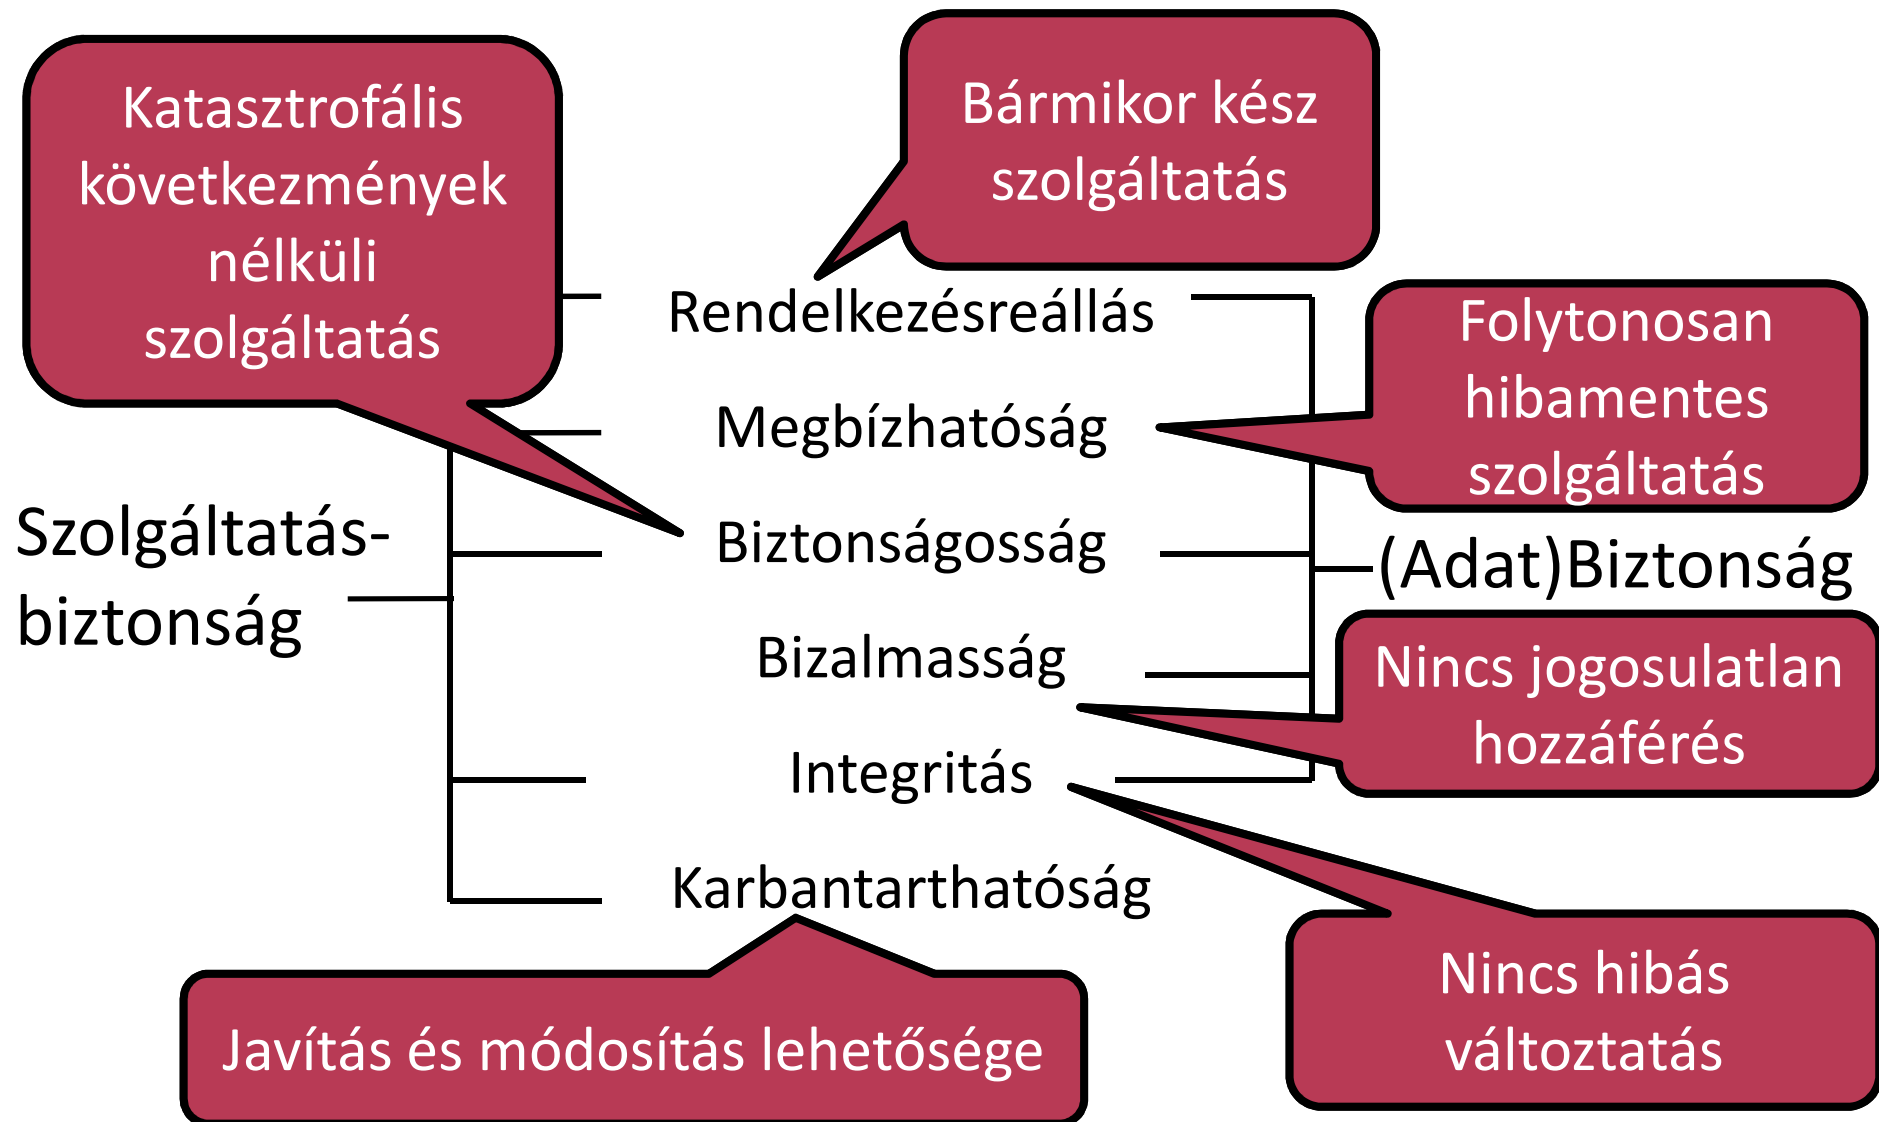 Katasztrofális
következmények
nélküli
szolgáltatás
Bármikor kész
szolgáltatás
Rendelkezésreállás
Folytonosan
hibamentes
szolgáltatás
Megbízhatóság
Szolgáltatás-
biztonság
Biztonságosság
(Adat)Biztonság
Bizalmasság
Nincs jogosulatlan
hozzáférés
Integritás
Karbantarthatóság
Nincs hibás
változtatás
Javítás és módosítás lehetősége